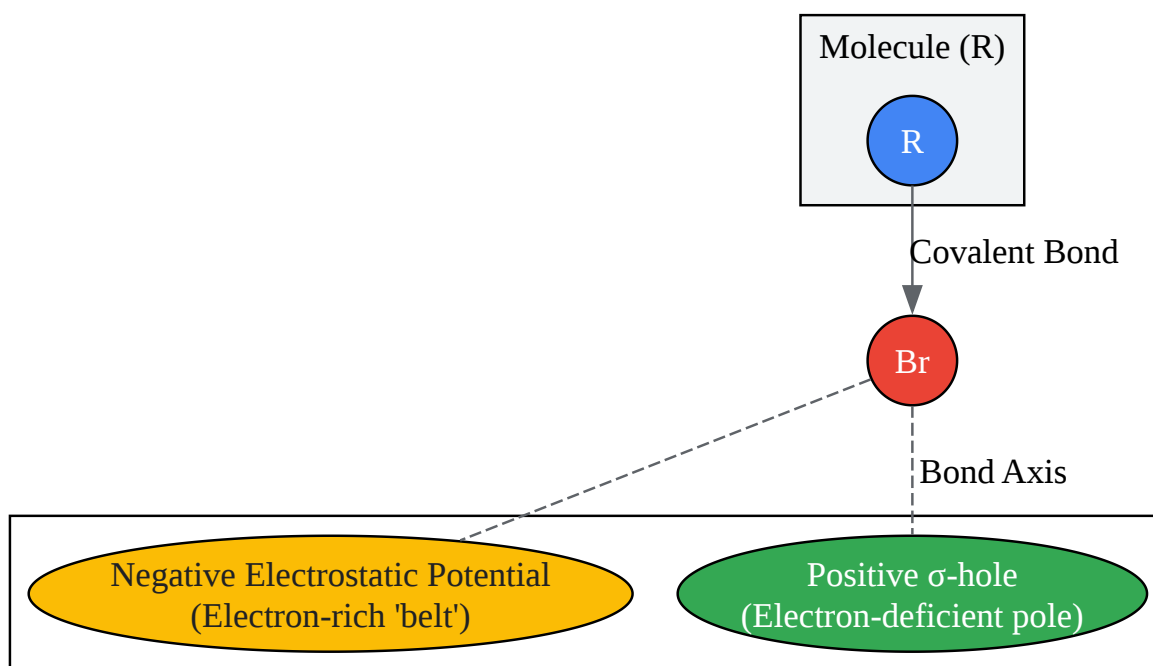 Molecule (R)
R
Covalent Bond
Br
Bond Axis
Negative Electrostatic Potential
(Electron-rich 'belt')
Positive σ-hole
(Electron-deficient pole)